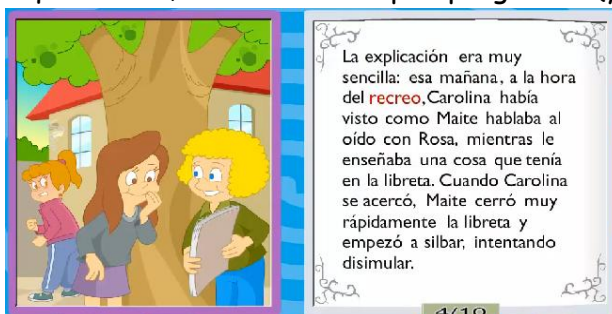 La explicación era muy
sencilla: esa mañana, a la hora
del recreo,Carolina había
visto como Maite hablaba al
oído con Rosa, mientras le
enseñaba una cosa que tenía
en la libreta. Cuando Carolina
se acercó, Maite cerró muy
rápidamente la libreta y
empezó a silbar, intentando
disimular.
4/19